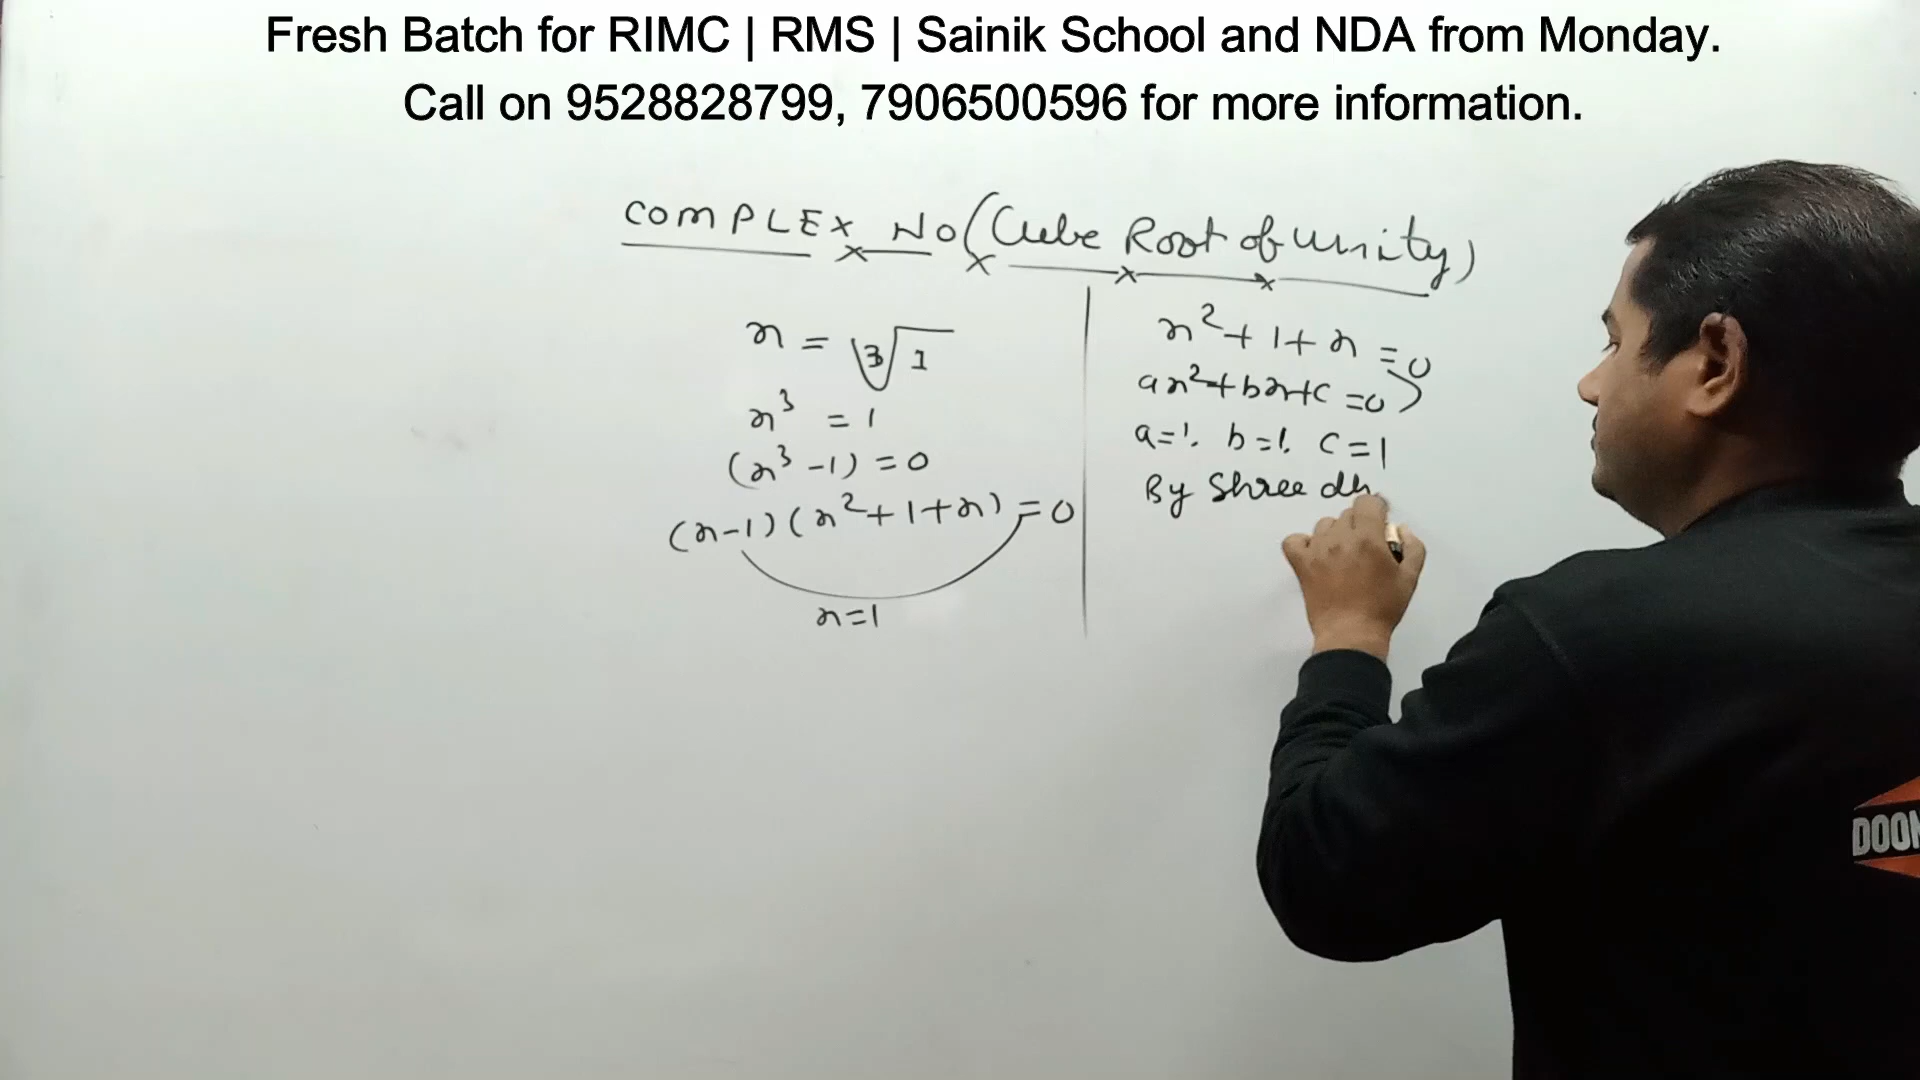 Fresh Batch for RIMC | RMS | Sainik School and NDA from Monday.
Call on 9528828799, 7906500596 for more information.
COMPLEX NO (Cube Root of Unity)
x = ∛1
x³ = 1
(x³ - 1) = 0
(x-1) (x² + 1 + x) = 0
x = 1
x² + 1 + x = 0
ax² + bx + c = 0
a=1. b=1. c=1
By Shree dh